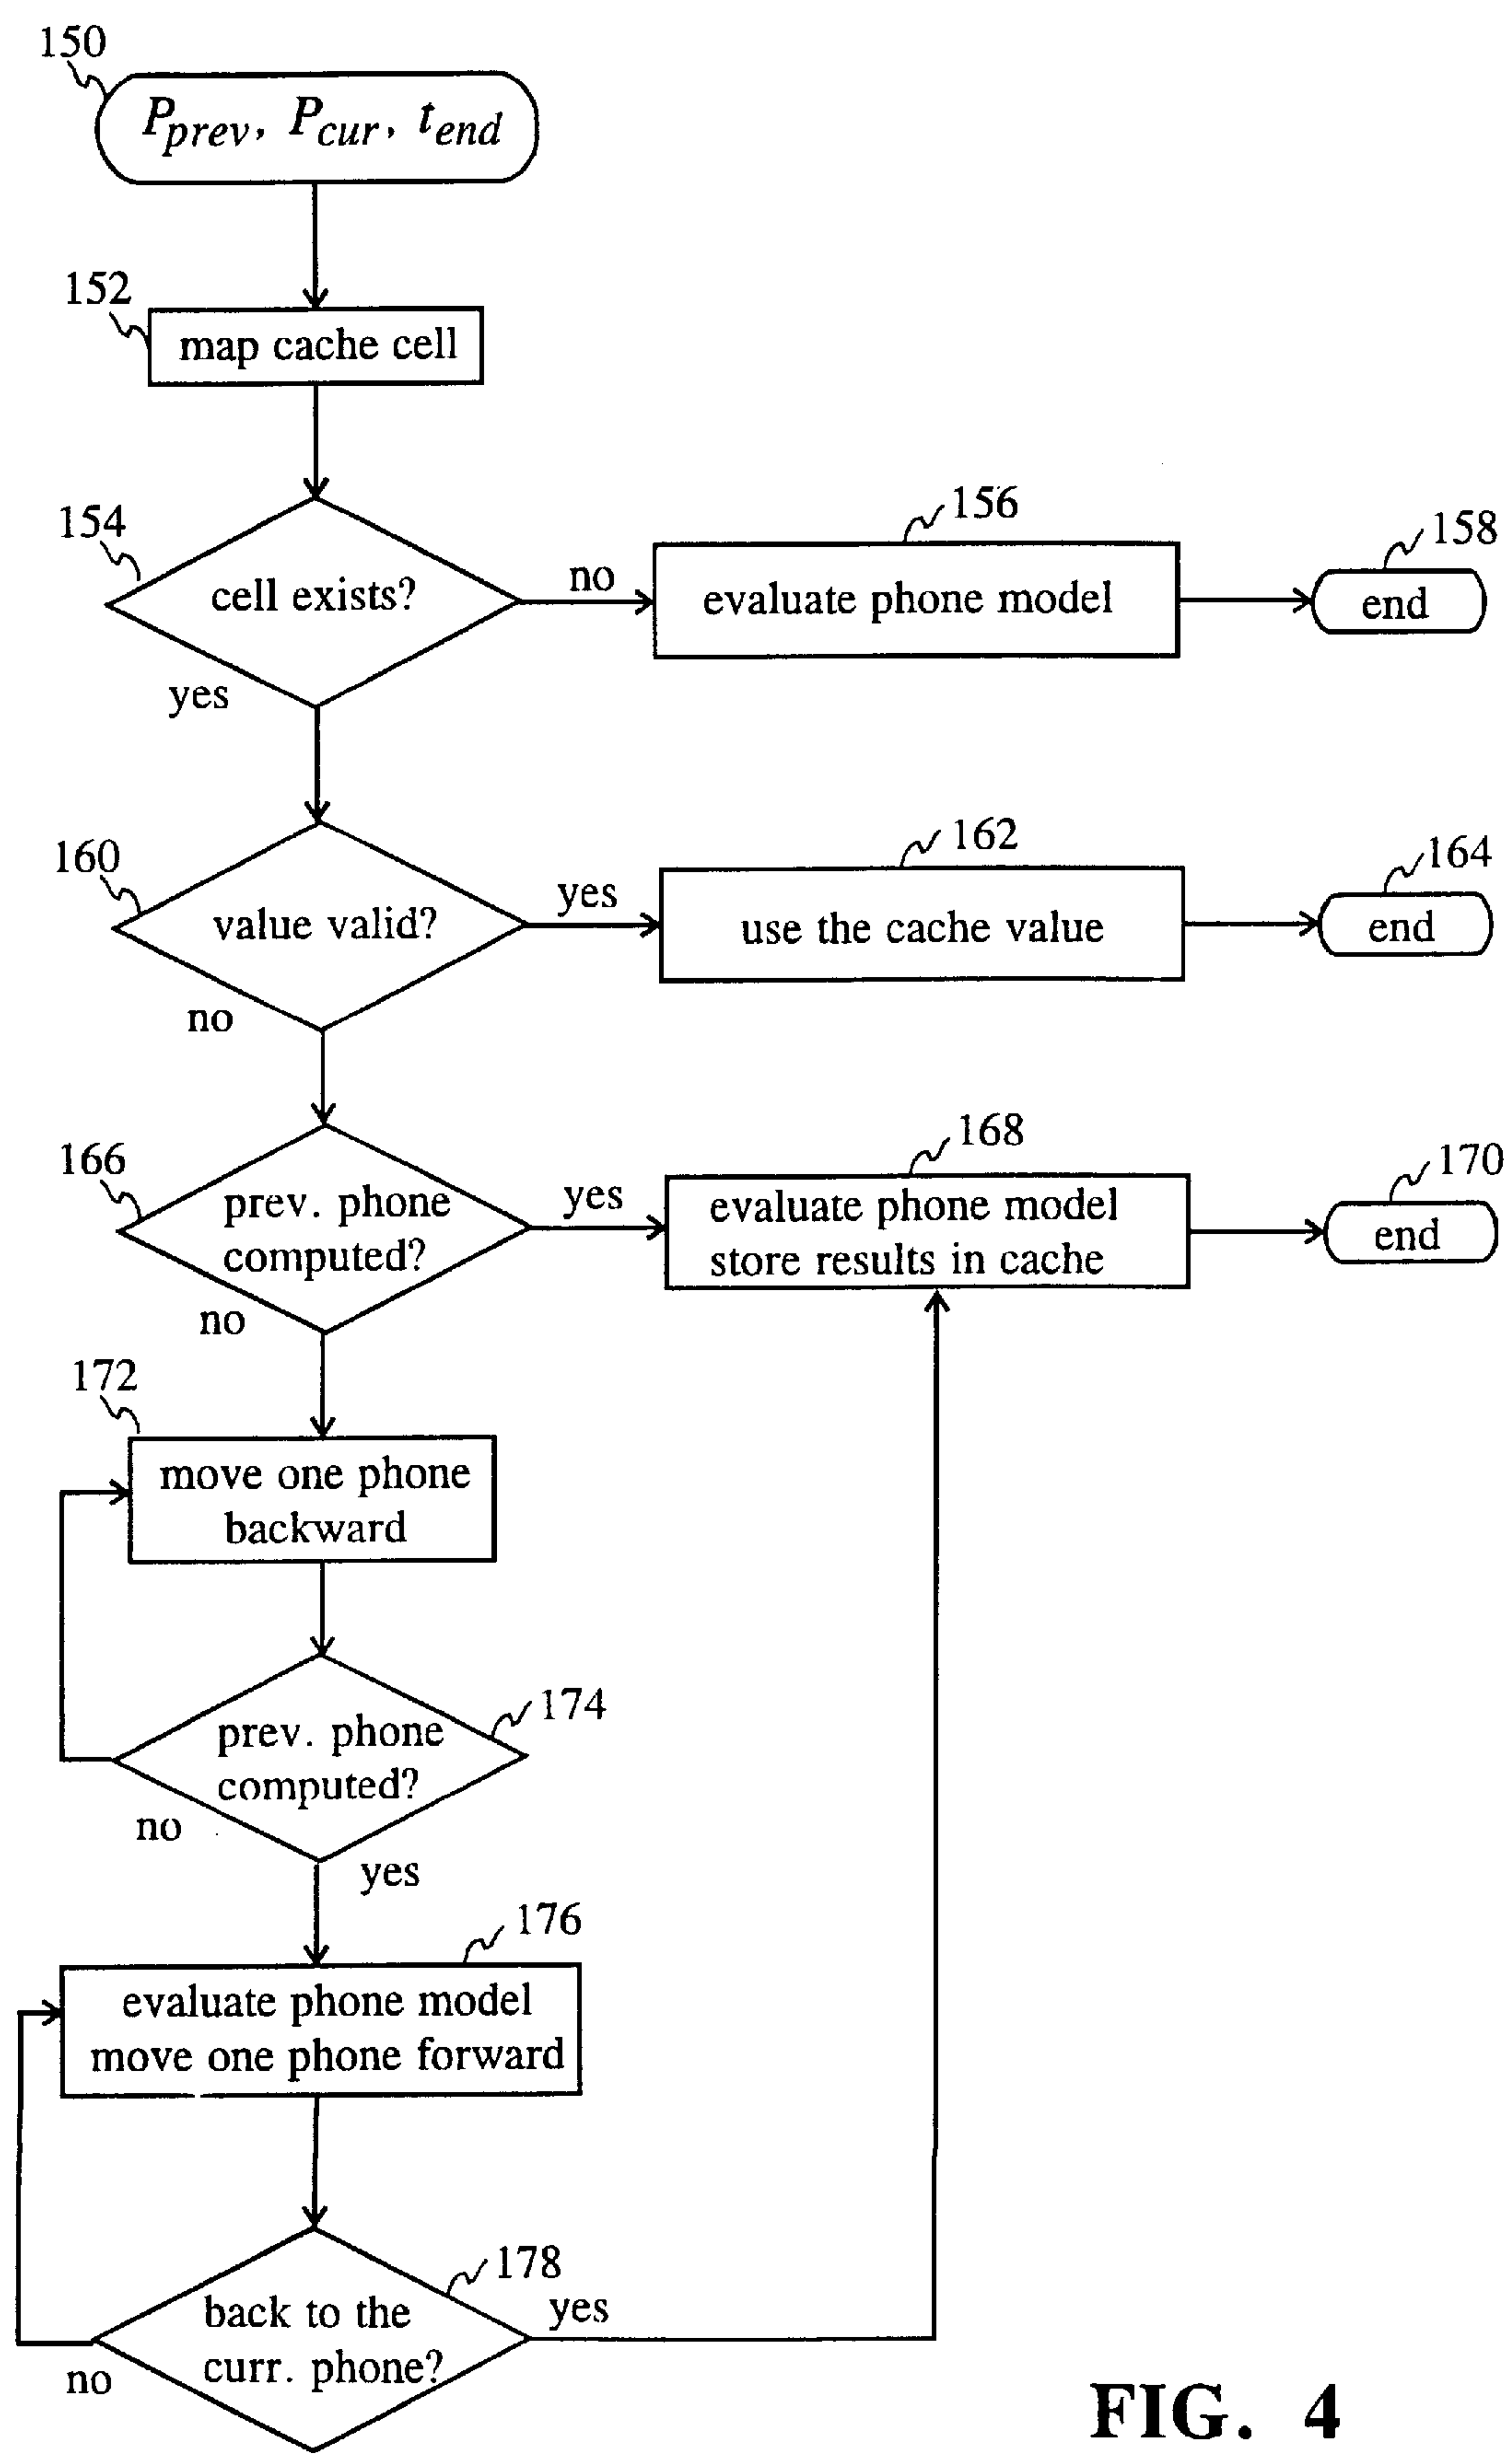 150
P_prev, P_cur, t_end
152
map cache cell
154
cell exists?
no
yes
156
evaluate phone model
158
end
160
value valid?
yes
no
162
use the cache value
164
end
166
prev. phone
computed?
yes
no
168
evaluate phone model
store results in cache
170
end
172
move one phone
backward
174
prev. phone
computed?
no
yes
176
evaluate phone model
move one phone forward
178
back to the
curr. phone?
yes
no
FIG. 4